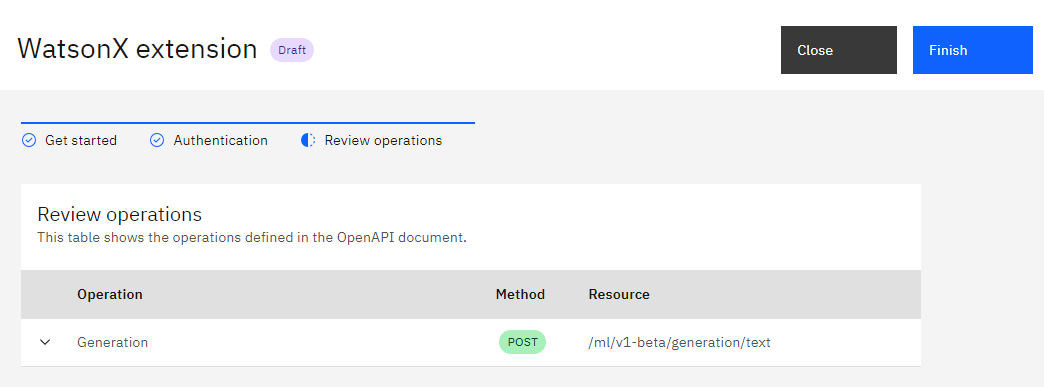 WatsonX extension Draft Close Finish
Get started Authentication Review operations
Review operations
This table shows the operations defined in the OpenAPI document.
Operation Method Resource
Generation POST /ml/v1-beta/generation/text